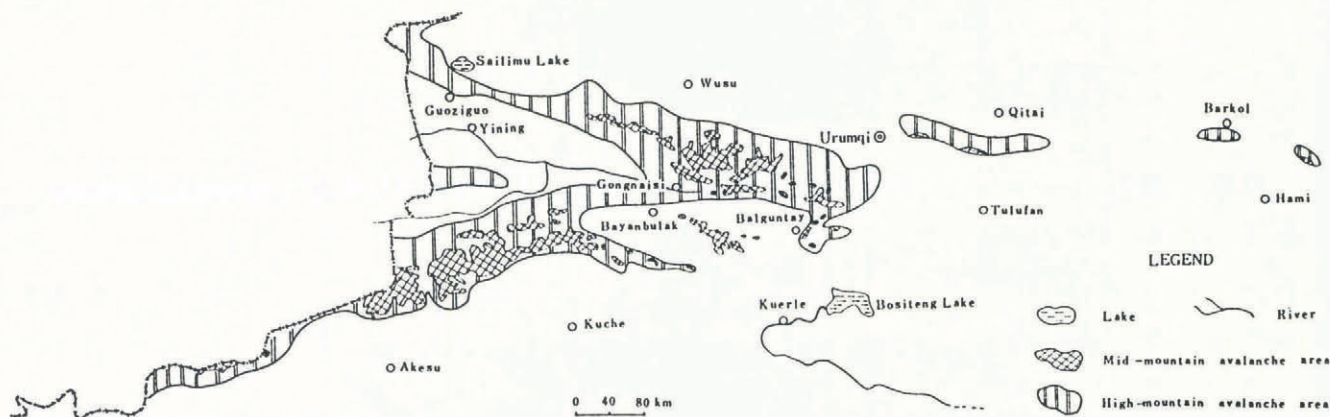 Sailimu Lake
Wusu
Guoziguo
Yining
Urumqi
Qitai
Barkol
Gongnaisi
Bayanbulak
Balguntay
Tulufan
Hami
LEGEND
Kuerle
Bositeng Lake
Lake
River
Kuche
Mid-mountain avalanche area
Akesu
0 40 80 km
High-mountain avalanche area